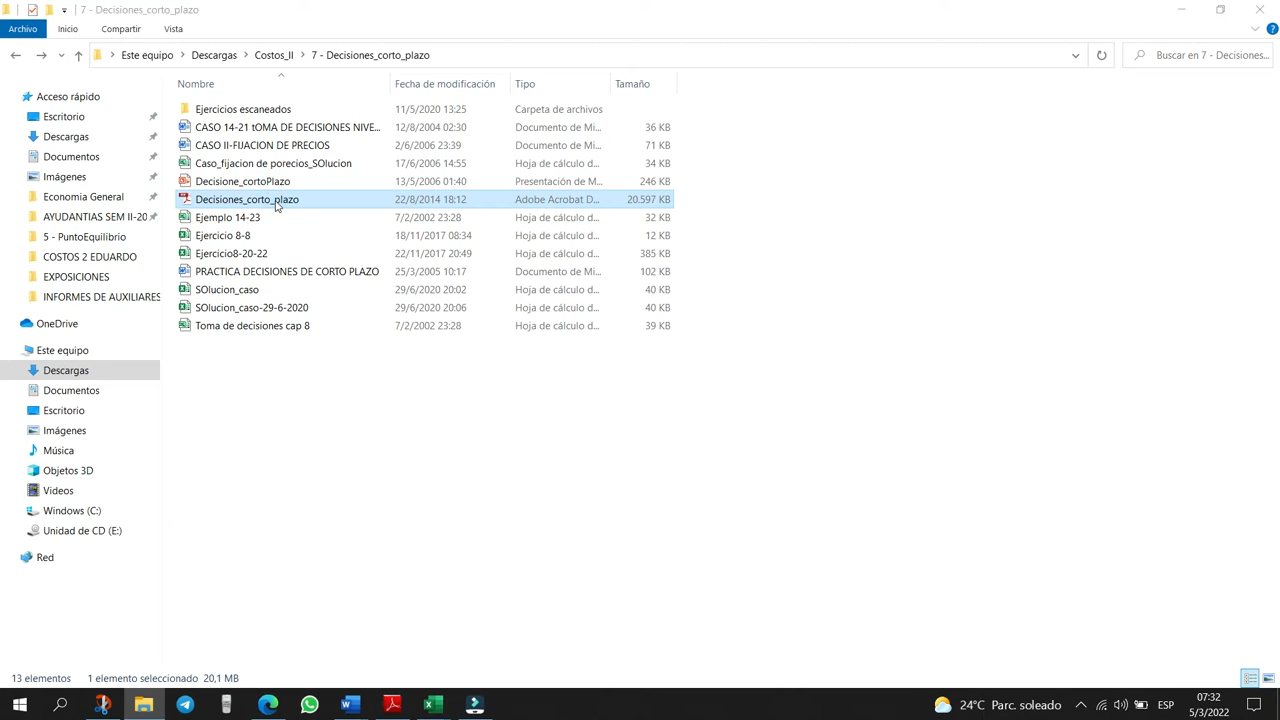 7 - Decisiones_corto_plazo
Archivo Inicio Compartir Vista
Este equipo > Descargas > Costos_II > 7 - Decisiones_corto_plazo
Buscar en 7 - Decisiones...
Nombre Fecha de modificación Tipo Tamaño
Acceso rápido
Escritorio
Descargas
Documentos
Imágenes
Economia General
AYUDANTIAS SEM II-20
5 - PuntoEquilibrio
COSTOS 2 EDUARDO
EXPOSICIONES
INFORMES DE AUXILIARES
OneDrive
Este equipo
Descargas
Documentos
Escritorio
Imágenes
Música
Objetos 3D
Videos
Windows (C:)
Unidad de CD (E:)
Red
Ejercicios escaneados 11/5/2020 13:25 Carpeta de archivos
CASO 14-21 tOMA DE DECISIONES NIVE... 12/8/2004 02:30 Documento de Mi... 36 KB
CASO II-FIJACION DE PRECIOS 2/6/2006 23:39 Documento de Mi... 71 KB
Caso_fijacion de porecios_SOlucion 17/6/2006 14:55 Hoja de cálculo d... 34 KB
Decisione_cortoPlazo 13/5/2006 01:40 Presentación de M... 246 KB
Decisiones_corto_plazo 22/8/2014 18:12 Adobe Acrobat D... 20.597 KB
Ejemplo 14-23 7/2/2002 23:28 Hoja de cálculo d... 32 KB
Ejercicio 8-8 18/11/2017 08:34 Hoja de cálculo d... 12 KB
Ejercicio8-20-22 22/11/2017 20:49 Hoja de cálculo d... 385 KB
PRACTICA DECISIONES DE CORTO PLAZO 25/3/2005 10:17 Documento de Mi... 102 KB
SOlucion_caso 29/6/2020 20:02 Hoja de cálculo d... 40 KB
SOlucion_caso-29-6-2020 29/6/2020 20:06 Hoja de cálculo d... 40 KB
Toma de decisiones cap 8 7/2/2002 23:28 Hoja de cálculo d... 39 KB
13 elementos 1 elemento seleccionado 20,1 MB
24°C Parc. soleado ESP 07:32
5/3/2022